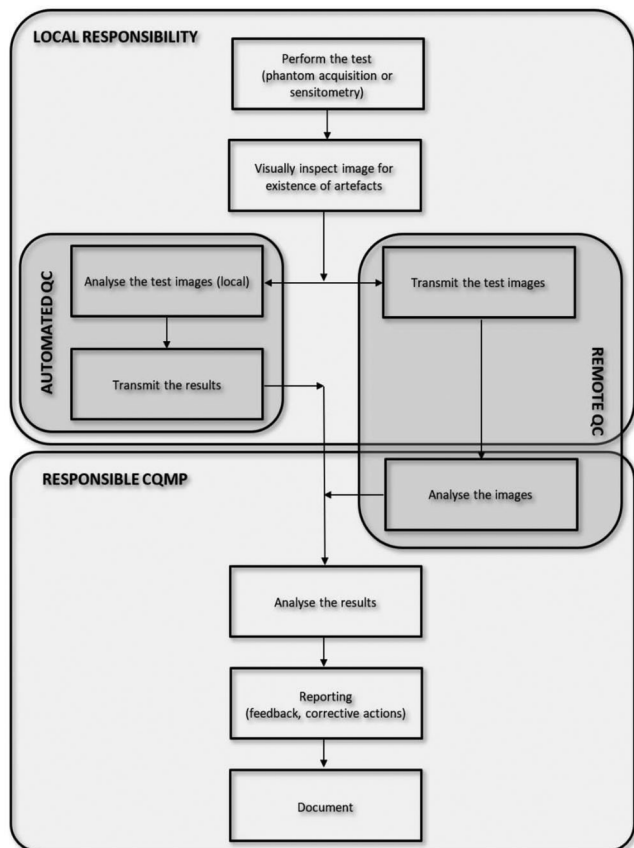 LOCAL RESPONSIBILITY
Perform the test
(phantom acquisition or
sensitometry)
Visually inspect image for
existence of artefacts
AUTOMATED QC
Analyse the test images (local)
Transmit the results
Transmit the test images
REMOTE QC
RESPONSIBLE CQMP
Analyse the images
Analyse the results
Reporting
(feedback, corrective actions)
Document